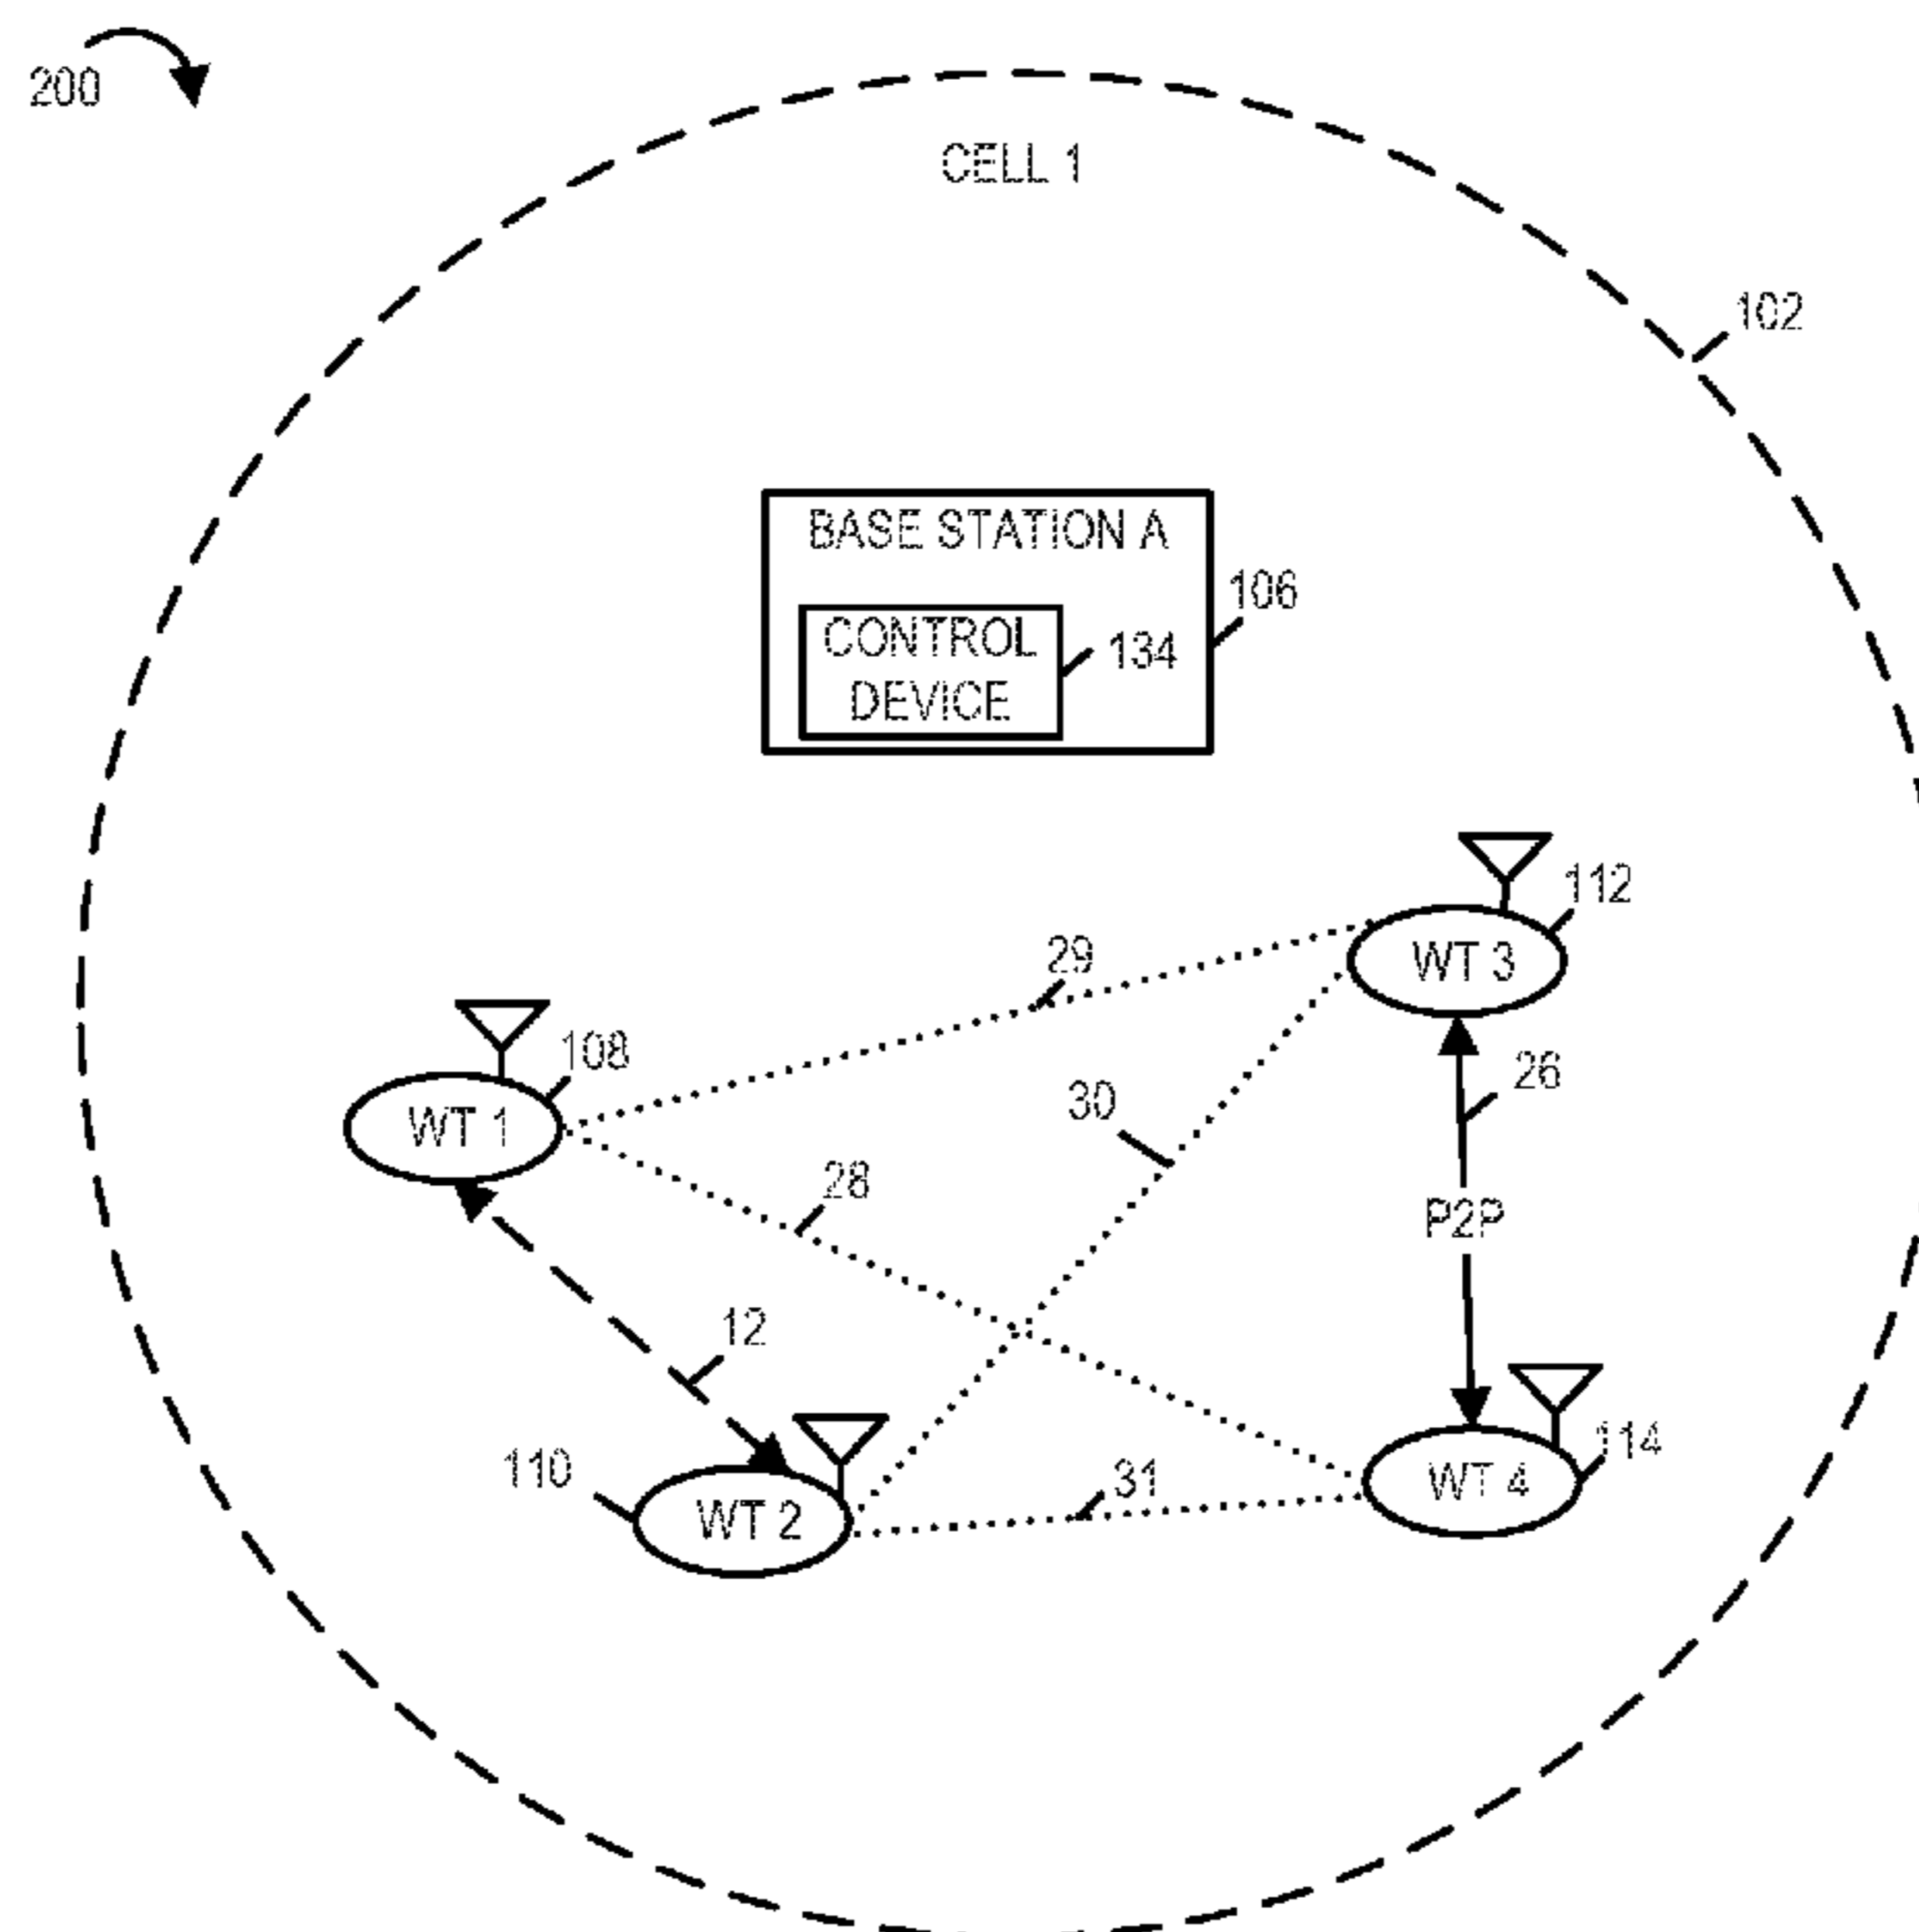 200
CELL 1
102
BASE STATION A
106
CONTROL
DEVICE
134
112
WT 3
29
108
WT 1
26
30
28
P2P
12
110
WT 2
31
114
WT 4